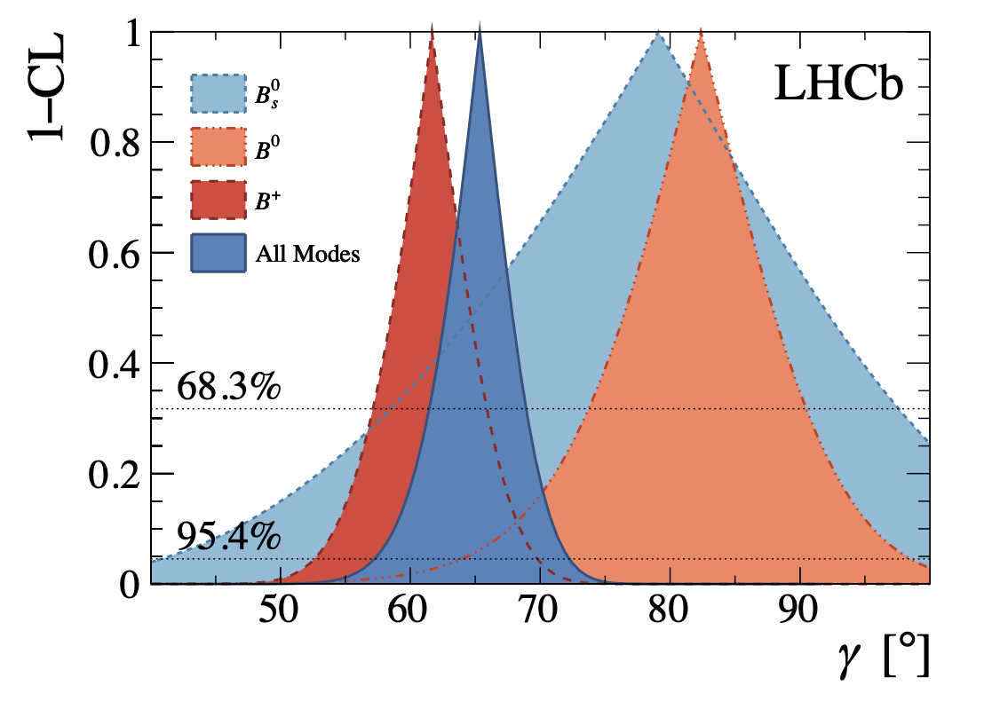 1–CL
1
0.8
0.6
0.4
0.2
0
LHCb
B⁰ₛ
B⁰
B⁺
All Modes
68.3%
95.4%
50 60 70 80 90
γ [°]